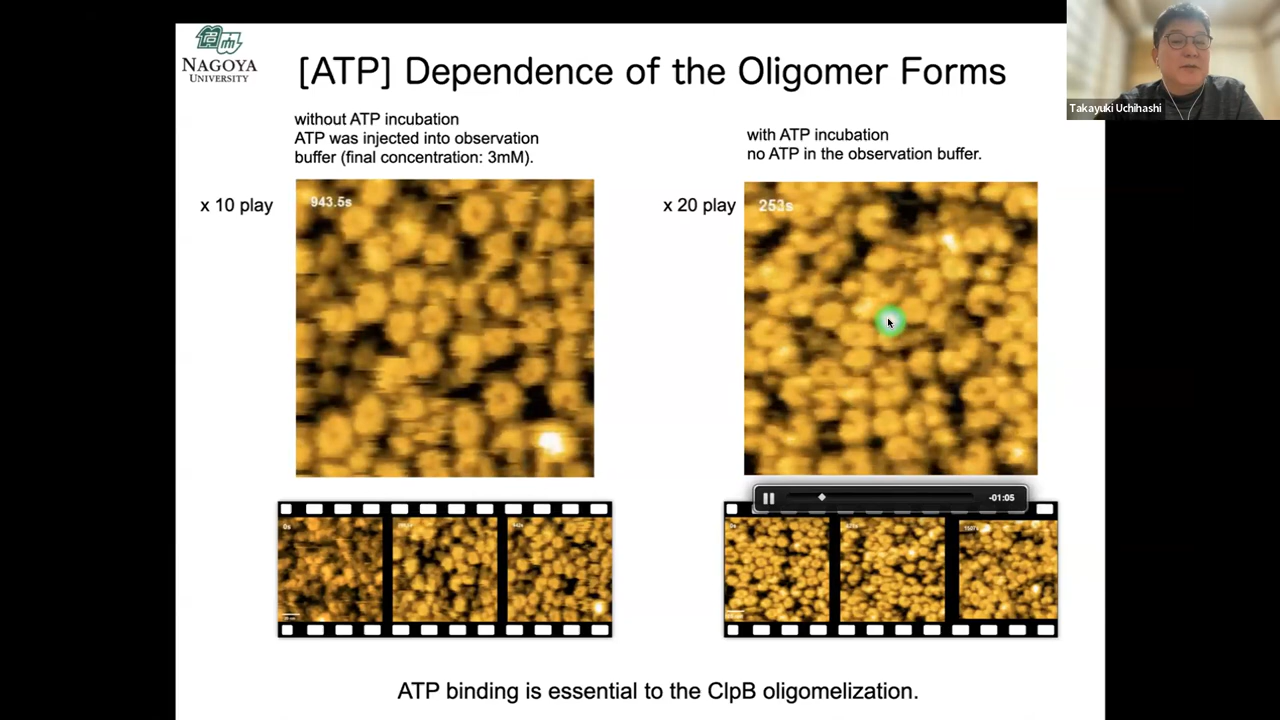 NAGOYA
UNIVERSITY
[ATP] Dependence of the Oligomer Forms
Takayuki Uchihashi
without ATP incubation
ATP was injected into observation
buffer (final concentration: 3mM).
with ATP incubation
no ATP in the observation buffer.
x 10 play
943.5s
x 20 play
253s
-01:05
0s
0s
ATP binding is essential to the ClpB oligomelization.